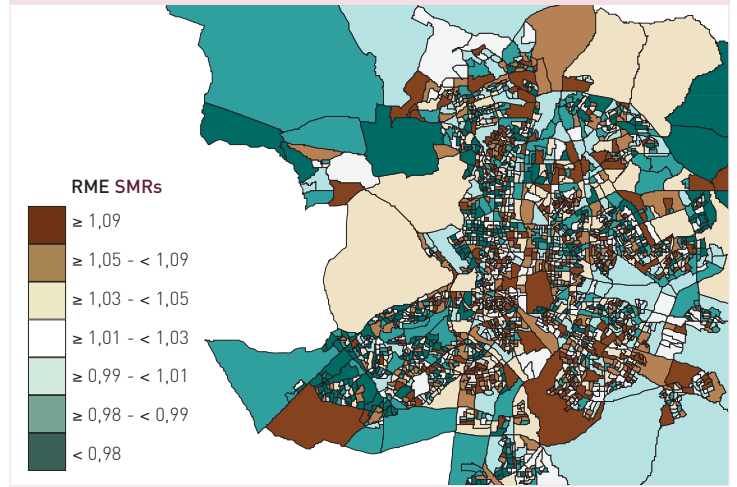 RME SMRs
≥ 1,09
≥ 1,05 - < 1,09
≥ 1,03 - < 1,05
≥ 1,01 - < 1,03
≥ 0,99 - < 1,01
≥ 0,98 - < 0,99
< 0,98